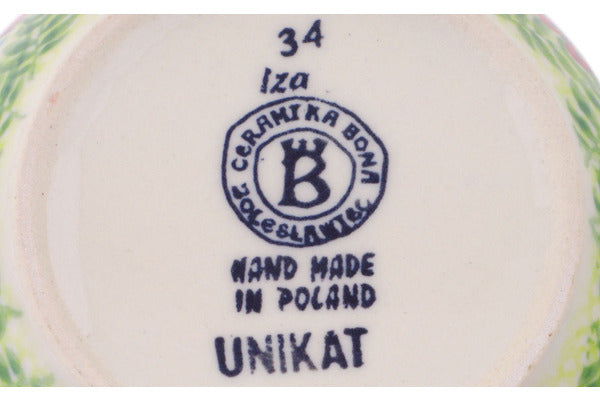 34
Iza
CERAMIKA BONA
BOLESŁAWIEC
B
HAND MADE
IN POLAND
UNIKAT